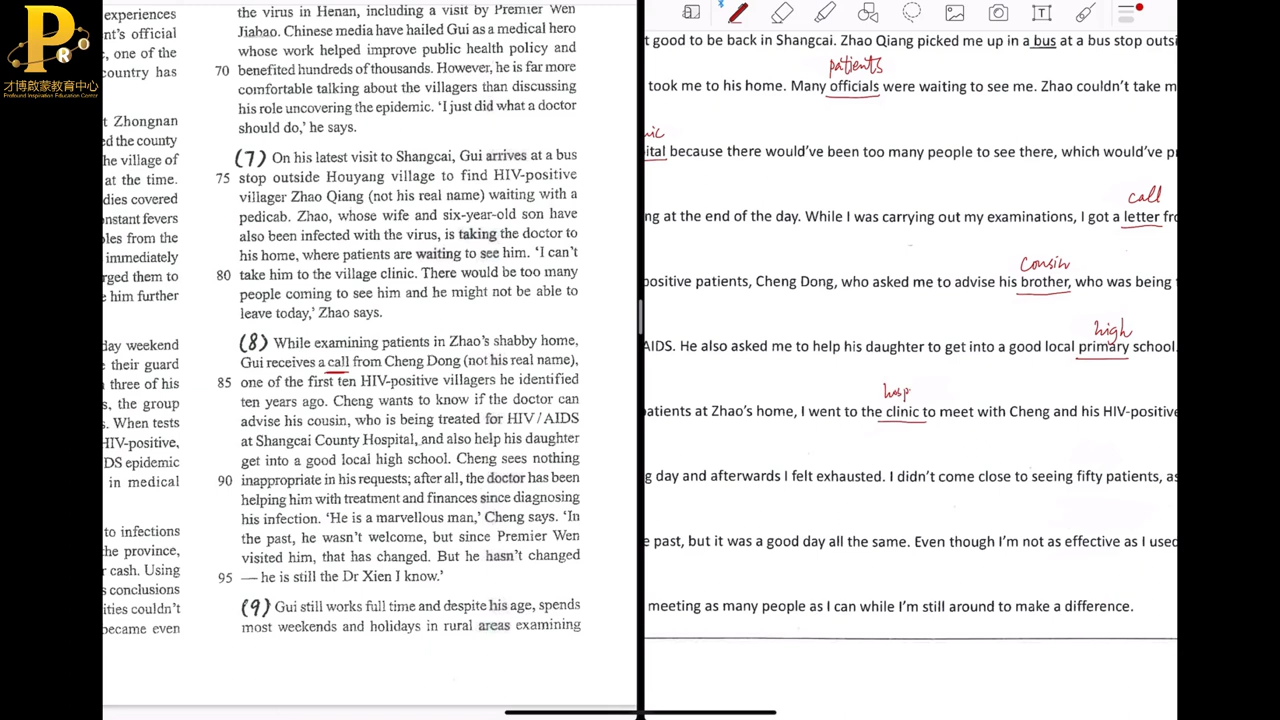 才博啟蒙教育中心
Profound Inspiration Education Center
experiences
nt's official
, one of the
country has
t Zhongnan
ed the county
he village of
at the time.
dies covered
nstant fevers
les from the
immediately
rged them to
e him further
day weekend
their guard
three of his
s, the group
. When tests
HIV-positive,
DS epidemic
in medical
to infections
he province,
r cash. Using
s conclusions
ities couldn't
became even
the virus in Henan, including a visit by Premier Wen
Jiabao. Chinese media have hailed Gui as a medical hero
whose work helped improve public health policy and
70 benefited hundreds of thousands. However, he is far more
comfortable talking about the villagers than discussing
his role uncovering the epidemic. 'I just did what a doctor
should do,' he says.
(7) On his latest visit to Shangcai, Gui arrives at a bus
75 stop outside Houyang village to find HIV-positive
villager Zhao Qiang (not his real name) waiting with a
pedicab. Zhao, whose wife and six-year-old son have
also been infected with the virus, is taking the doctor to
his home, where patients are waiting to see him. 'I can't
80 take him to the village clinic. There would be too many
people coming to see him and he might not be able to
leave today,' Zhao says.
(8) While examining patients in Zhao's shabby home,
Gui receives a call from Cheng Dong (not his real name),
85 one of the first ten HIV-positive villagers he identified
ten years ago. Cheng wants to know if the doctor can
advise his cousin, who is being treated for HIV/AIDS
at Shangcai County Hospital, and also help his daughter
get into a good local high school. Cheng sees nothing
90 inappropriate in his requests; after all, the doctor has been
helping him with treatment and finances since diagnosing
his infection. 'He is a marvellous man,' Cheng says. 'In
the past, he wasn't welcome, but since Premier Wen
visited him, that has changed. But he hasn't changed
95 — he is still the Dr Xien I know.'
(9) Gui still works full time and despite his age, spends
most weekends and holidays in rural areas examining
t good to be back in Shangcai. Zhao Qiang picked me up in a bus at a bus stop outsi
patients
took me to his home. Many officials were waiting to see me. Zhao couldn't take m
nic
ital because there would've been too many people to see there, which would've p
call
ng at the end of the day. While I was carrying out my examinations, I got a letter fr
cousin
positive patients, Cheng Dong, who asked me to advise his brother, who was being
high
AIDS. He also asked me to help his daughter to get into a good local primary school.
hosp
atients at Zhao's home, I went to the clinic to meet with Cheng and his HIV-positive
g day and afterwards I felt exhausted. I didn't come close to seeing fifty patients, as
e past, but it was a good day all the same. Even though I'm not as effective as I used
meeting as many people as I can while I'm still around to make a difference.